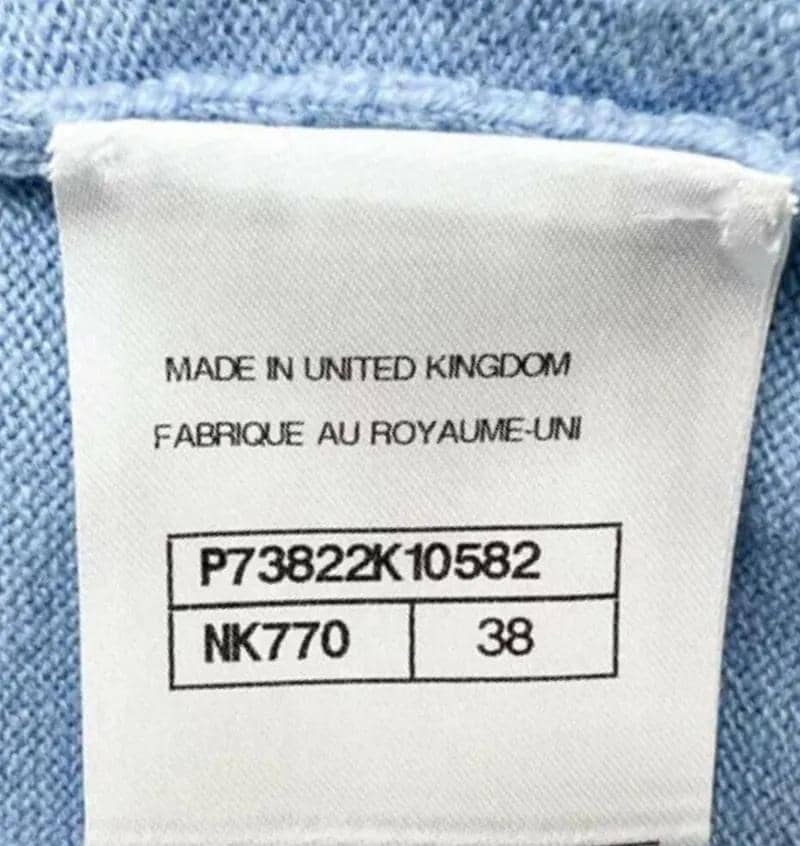 MADE IN UNITED KINGDOM
FABRIQUE AU ROYAUME-UNI
P73822K10582
NK770 38